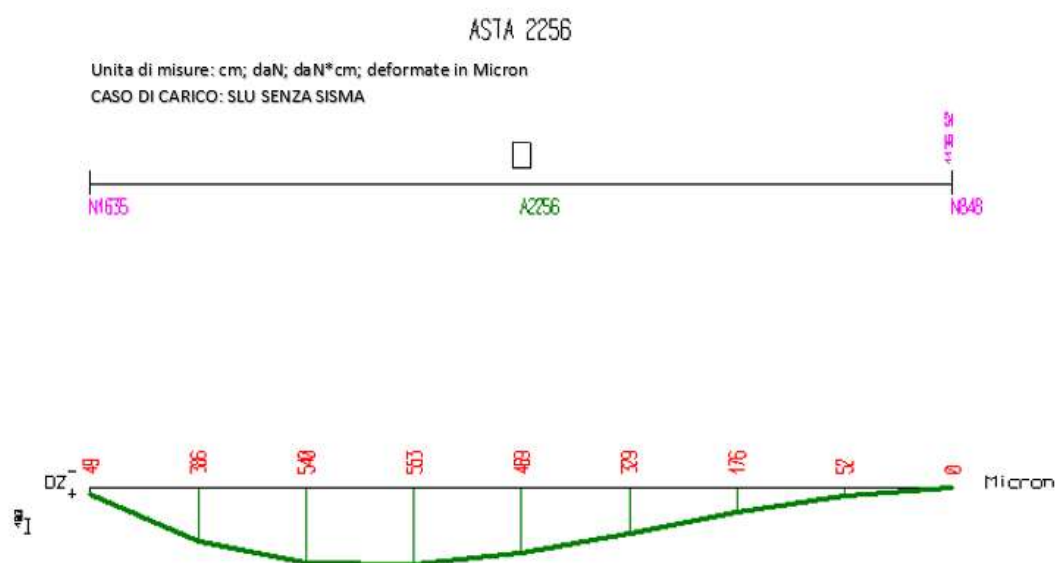 ASTA 2256
Unita di misure: cm; daN; daN*cm; deformate in Micron
CASO DI CARICO: SLU SENZA SISMA
N1635
A2256
N848
49
386
540
563
489
329
176
52
0
DZ
-
+
Micron